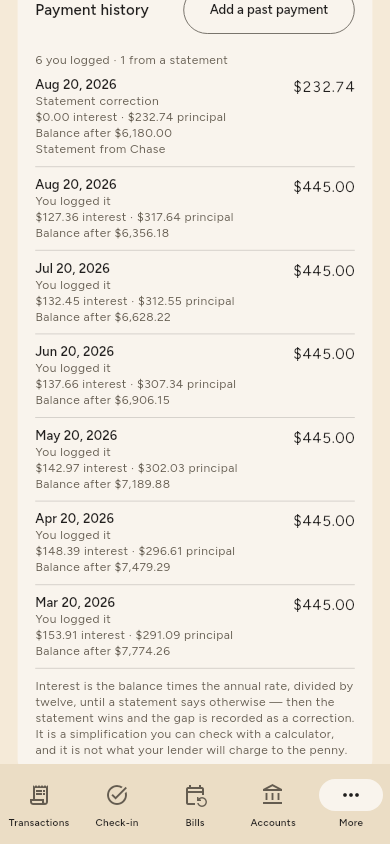 Payment history
Add a past payment
6 you logged · 1 from a statement
Aug 20, 2026
$232.74
Statement correction
$0.00 interest · $232.74 principal
Balance after $6,180.00
Statement from Chase
Aug 20, 2026
$445.00
You logged it
$127.36 interest · $317.64 principal
Balance after $6,356.18
Jul 20, 2026
$445.00
You logged it
$132.45 interest · $312.55 principal
Balance after $6,628.22
Jun 20, 2026
$445.00
You logged it
$137.66 interest · $307.34 principal
Balance after $6,906.15
May 20, 2026
$445.00
You logged it
$142.97 interest · $302.03 principal
Balance after $7,189.88
Apr 20, 2026
$445.00
You logged it
$148.39 interest · $296.61 principal
Balance after $7,479.29
Mar 20, 2026
$445.00
You logged it
$153.91 interest · $291.09 principal
Balance after $7,774.26
Interest is the balance times the annual rate, divided by
twelve, until a statement says otherwise — then the
statement wins and the gap is recorded as a correction.
It is a simplification you can check with a calculator,
and it is not what your lender will charge to the penny.
Transactions
Check-in
Bills
Accounts
More